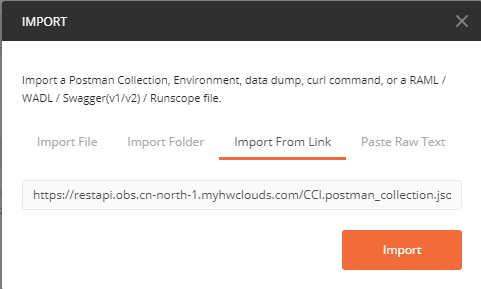 IMPORT
Import a Postman Collection, Environment, data dump, curl command, or a RAML /
WADL / Swagger(v1/v2) / Runscope file.
Import File Import Folder Import From Link Paste Raw Text
https://restapi.obs.cn-north-1.myhwclouds.com/CCI.postman_collection.jsc
Import